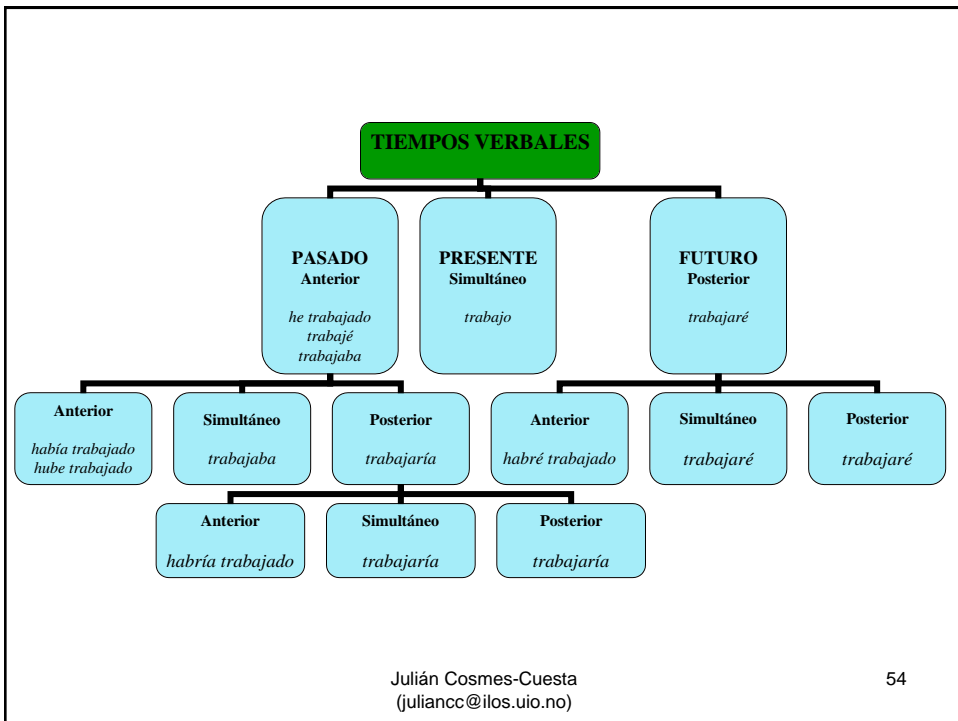 TIEMPOS VERBALES
PASADO
Anterior
he trabajado
trabajé
trabajaba
PRESENTE
Simultáneo
trabajo
FUTURO
Posterior
trabajaré
Anterior
había trabajado
hube trabajado
Simultáneo
trabajaba
Posterior
trabajaría
Anterior
habré trabajado
Simultáneo
trabajaré
Posterior
trabajaré
Anterior
habría trabajado
Simultáneo
trabajaría
Posterior
trabajaría
Julián Cosmes-Cuesta
(juliancc@ilos.uio.no)
54